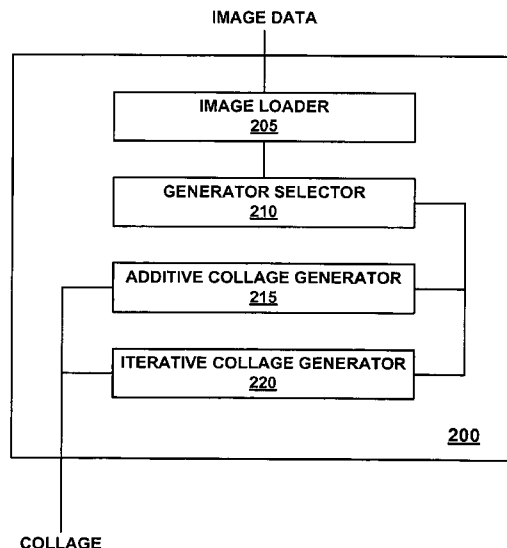 IMAGE DATA
IMAGE LOADER
205
GENERATOR SELECTOR
210
ADDITIVE COLLAGE GENERATOR
215
ITERATIVE COLLAGE GENERATOR
220
200
COLLAGE